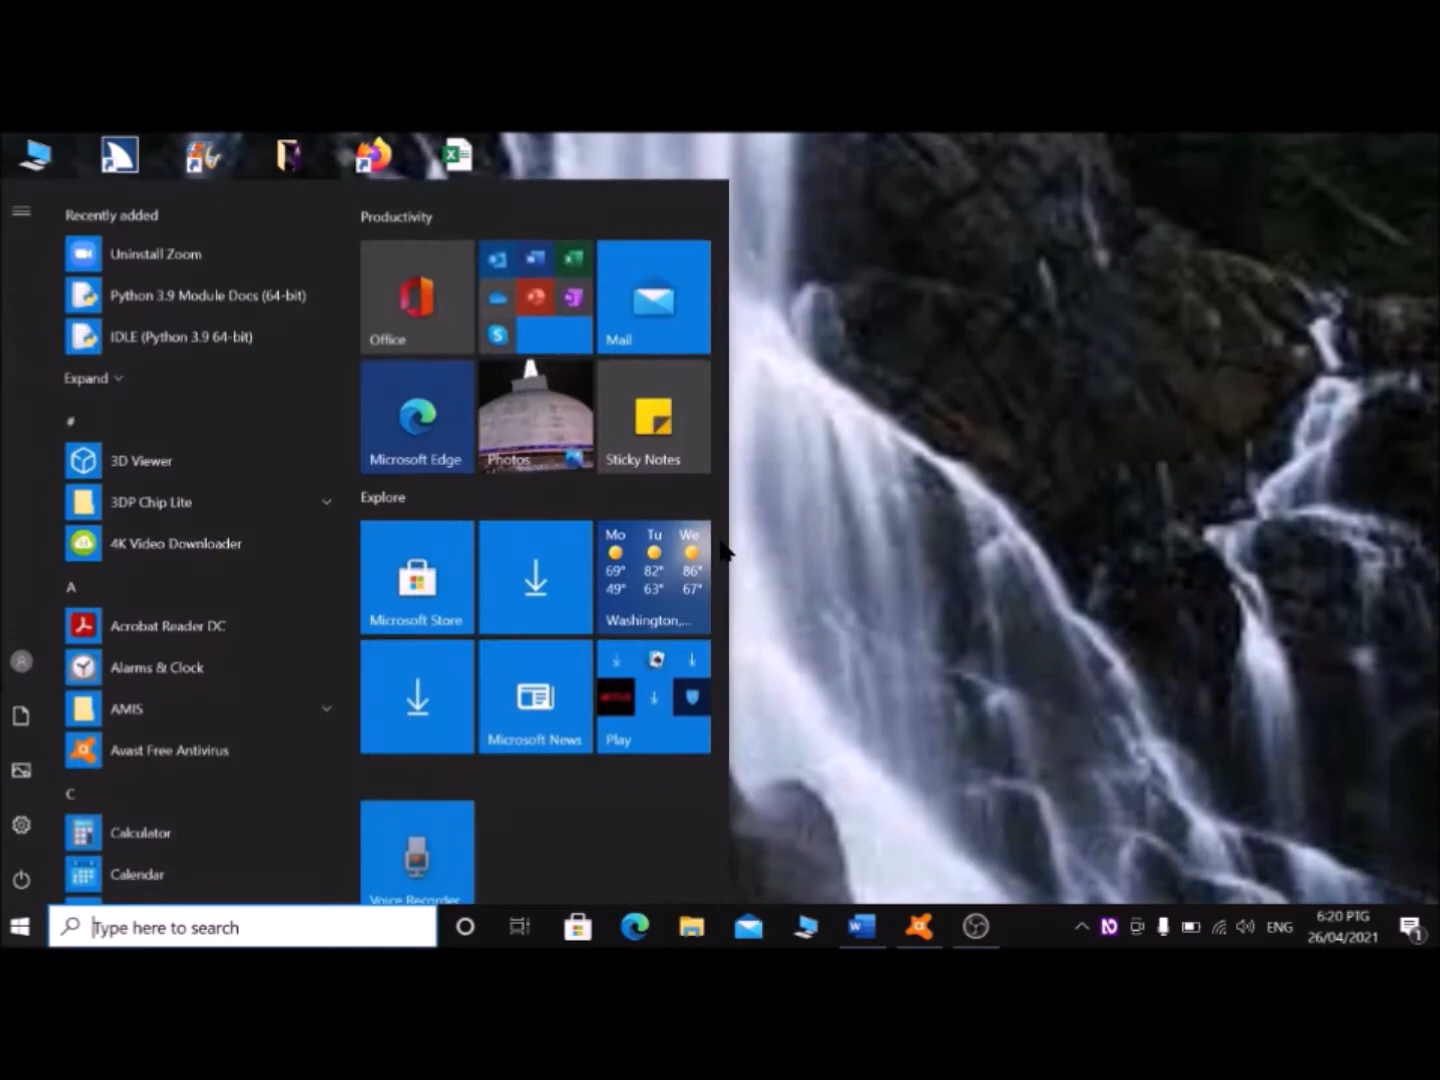 Recently added
Uninstall Zoom
Python 3.9 Module Docs (64-bit)
IDLE (Python 3.9 64-bit)
Expand
#
3D Viewer
3DP Chip Lite
4K Video Downloader
A
Acrobat Reader DC
Alarms & Clock
AMIS
Avast Free Antivirus
C
Calculator
Calendar
Productivity
Office
Mail
Microsoft Edge
Photos
Sticky Notes
Explore
Microsoft Store
Mo Tu We
69° 82° 86°
49° 63° 67°
Washington,...
Microsoft News
Play
Voice Recorder
Type here to search
ENG
6:20 PTG
26/04/2021
1